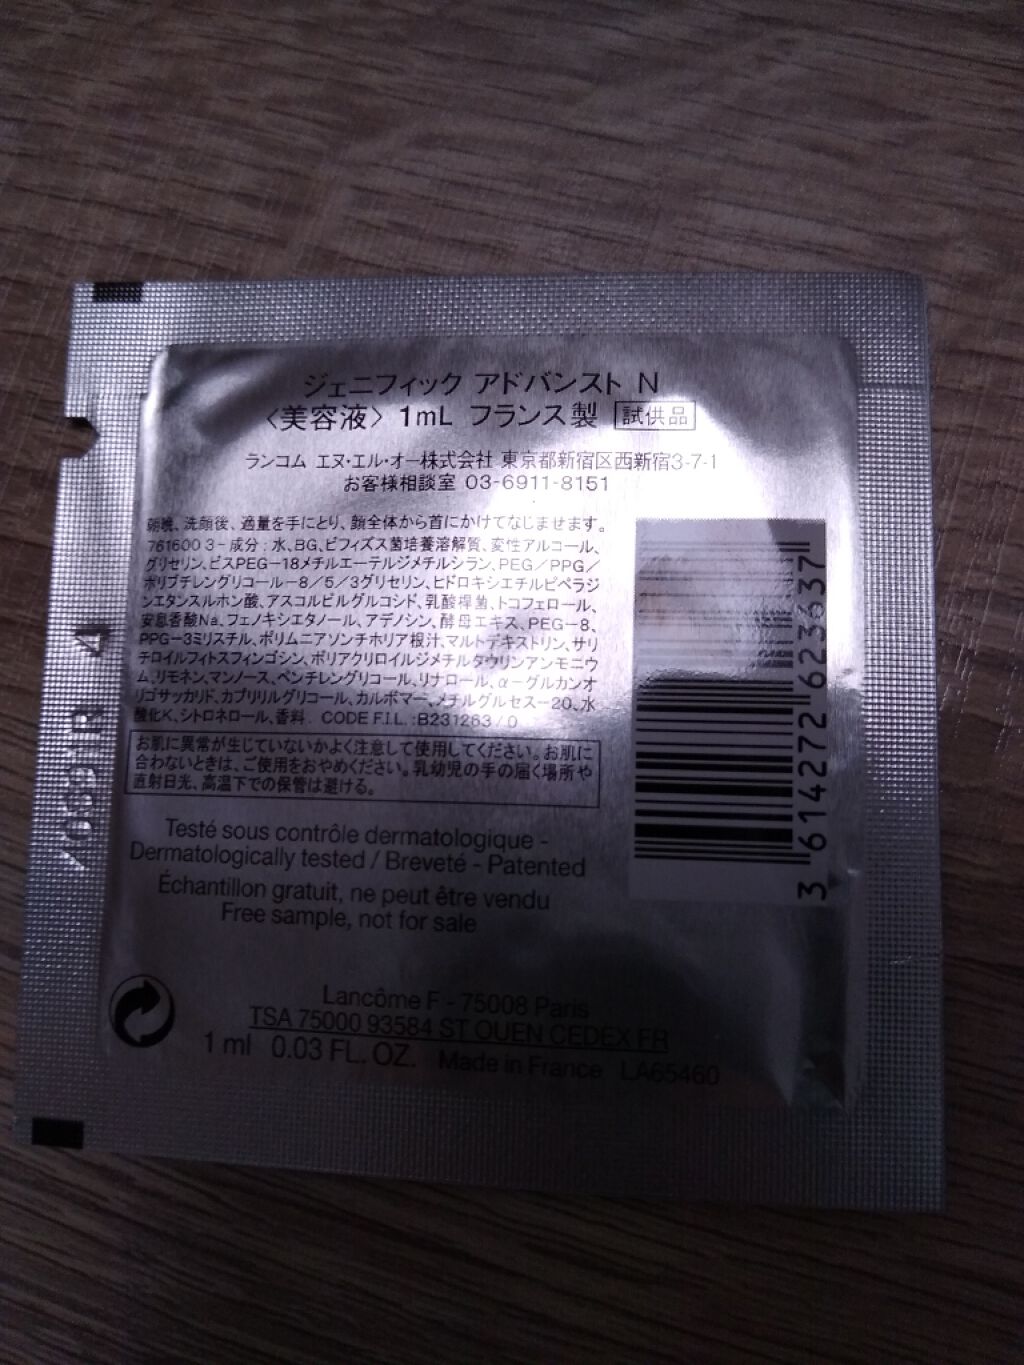 ジェニフィック アドバンスト N
〈美容液〉 1mL フランス製 試供品
ランコム エヌ・エル・オー株式会社 東京都新宿区西新宿3-7-1
お客様相談室 03-6911-8151
朝晩、洗顔後、適量を手にとり、顔全体から首にかけてなじませます。
761600 3-成分:水、BG、ビフィズス菌培養溶解質、変性アルコール、
グリセリン、ビスPEG-18メチルエーテルジメチルシラン、PEG/PPG/
ポリブチレングリコール-8/5/3グリセリン、ヒドロキシエチルピペラジ
ンエタンスルホン酸、アスコルビルグルコシド、乳酸桿菌、トコフェロール、
安息香酸Na、フェノキシエタノール、アデノシン、酵母エキス、PEG-8、
PPG-3ミリスチル、ポリムニアソンチホリア根汁、マルトデキストリン、サリ
チロイルフィトスフィンゴシン、ポリアクリロイルジメチルタウリンアンモニウ
ム、リモネン、マンノース、ペンチレングリコール、リナロール、α-グルカンオ
リゴサッカリド、カプリリルグリコール、カルボマー、メチルグルセス-20、水
酸化K、シトロネロール、香料. CODE F.I.L.:B231263/0
お肌に異常が生じていないかよく注意して使用してください。お肌に
合わないときは、ご使用をおやめください。乳幼児の手の届く場所や
直射日光、高温下での保管は避ける。
Testé sous contrôle dermatologique -
Dermatologically tested / Breveté - Patented
Échantillon gratuit, ne peut être vendu
Free sample, not for sale
Lancôme F - 75008 Paris
TSA 75000 93584 ST OUEN CEDEX FR
1 ml 0.03 FL. OZ. Made in France LA65460
3 614272 623637
4